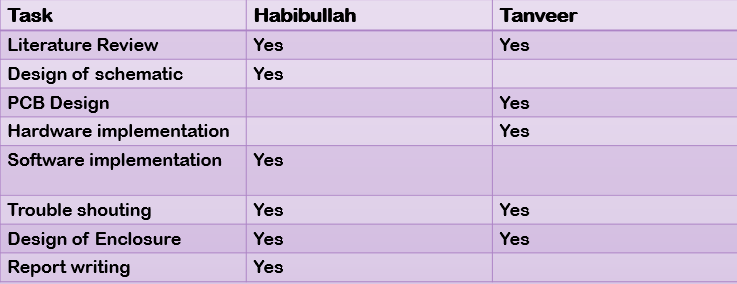 Task Habibullah Tanveer
Literature Review Yes Yes
Design of schematic Yes
PCB Design Yes
Hardware implementation Yes
Software implementation Yes
Trouble shouting Yes Yes
Design of Enclosure Yes Yes
Report writing Yes